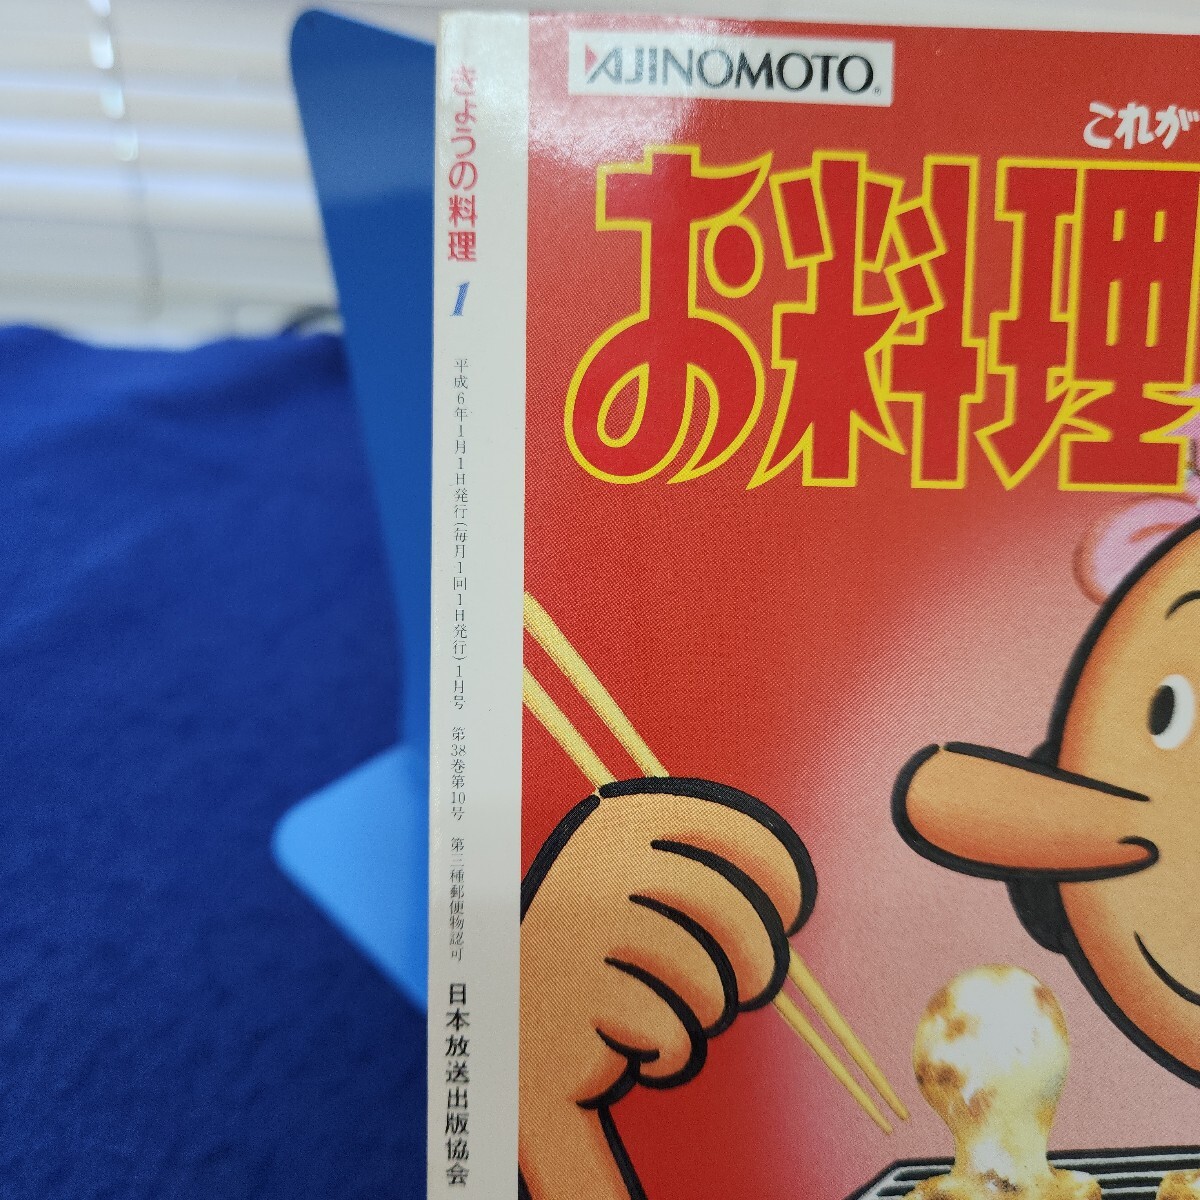 きょうの料理 1
平成6年1月1日発行(毎月1回1日発行)1月号 第38巻第10号 第三種郵便物認可
日本放送出版協会
AJINOMOTO®
これが
お料理